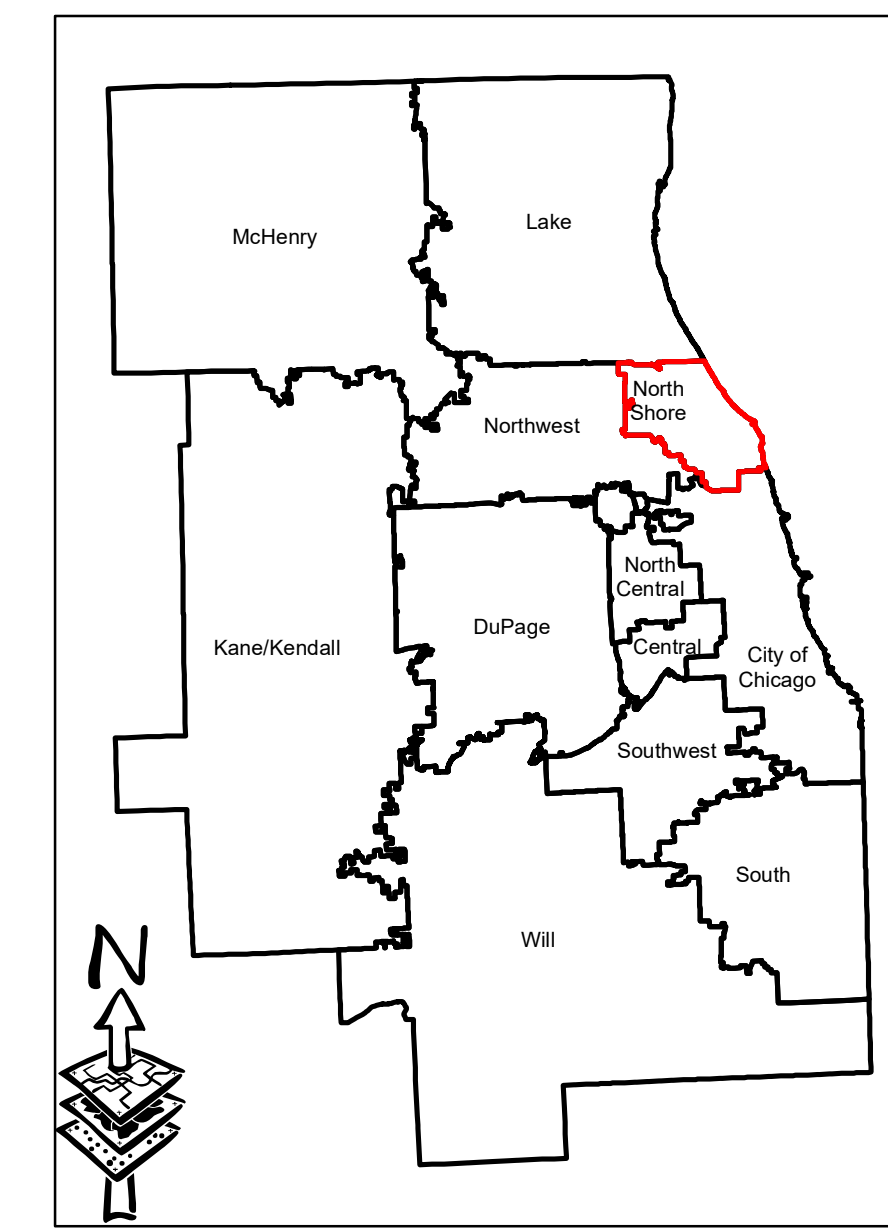 McHenry
Lake
North
Shore
Northwest
North
Central
DuPage
Central
Kane/Kendall
City of
Chicago
Southwest
South
Will
N